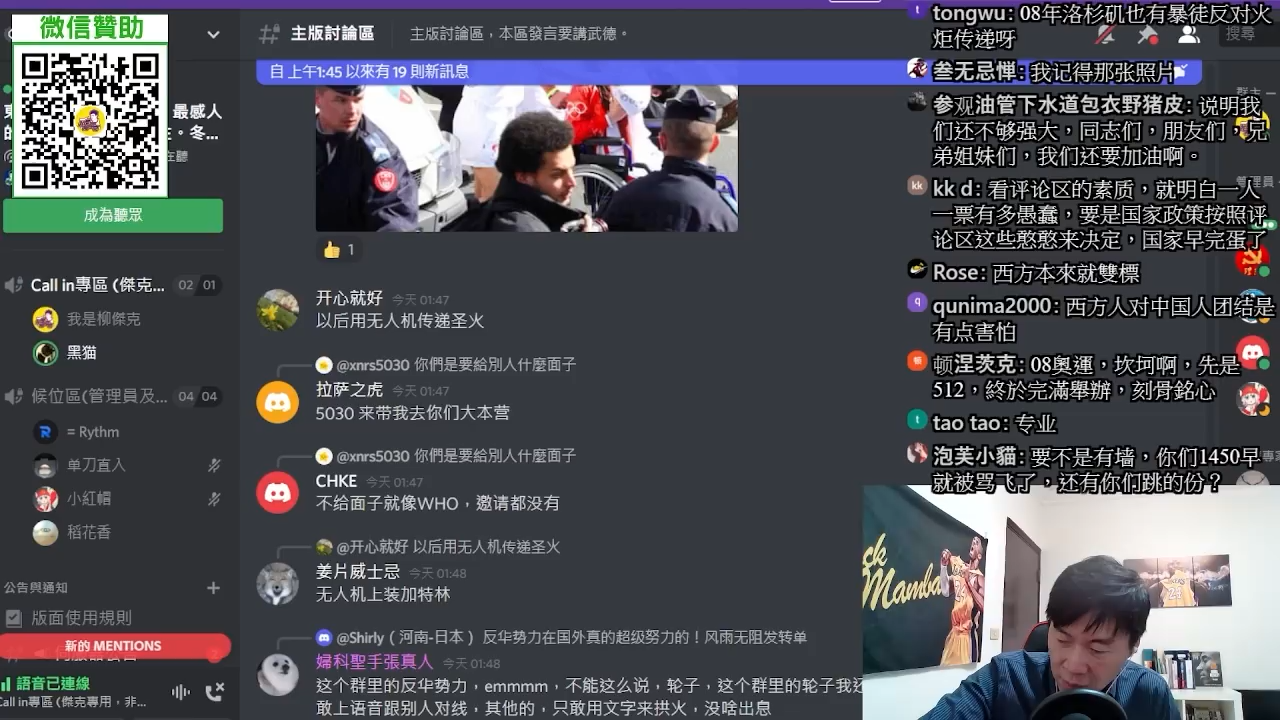 微信贊助
最感人
。冬...
在聽
成為聽眾
Call in專區 (傑克... 02 01
我是柳傑克
黑猫
候位區(管理員及... 04 04
= Rythm
单刀直入
小紅帽
稻花香
公告與通知
版面使用規則
新的 MENTIONS
語音已連線
Call in專區 (傑克專用，非...
主版討論區
主版討論區，本區發言要講武德。
搜尋
自 上午1:45 以來有 19 則新訊息
1
开心就好 今天 01:47
以后用无人机传递圣火
@xnrs5030 你們是要給別人什麼面子
拉萨之虎 今天 01:47
5030 来带我去你们大本营
@xnrs5030 你們是要給別人什麼面子
CHKE 今天 01:47
不给面子就像WHO，邀请都没有
@开心就好 以后用无人机传递圣火
姜片威士忌 今天 01:48
无人机上装加特林
@Shirly（河南-日本） 反华势力在国外真的超级努力的！风雨无阻发转单
婦科聖手張真人 今天 01:48
这个群里的反华势力，emmmm，不能这么说，轮子，这个群里的轮子我还
敢上语音跟别人对线，其他的，只敢用文字来拱火，没啥出息
tongwu: 08年洛杉矶也有暴徒反对火
炬传递呀
叁无忌惮: 我记得那张照片
参观油管下水道包衣野猪皮: 说明我
们还不够强大，同志们，朋友们，兄
弟姐妹们，我们还要加油啊。
kk d: 看评论区的素质，就明白一人
一票有多愚蠢，要是国家政策按照评
论区这些憨憨来决定，国家早完蛋了
Rose: 西方本來就雙標
qunima2000: 西方人对中国人团结是
有点害怕
顿涅茨克: 08奧運，坎坷啊，先是
512，終於完滿舉辦，刻骨銘心
tao tao: 专业
泡芙小貓: 要不是有墙，你们1450早
就被骂飞了，还有你们跳的份？
Mamba